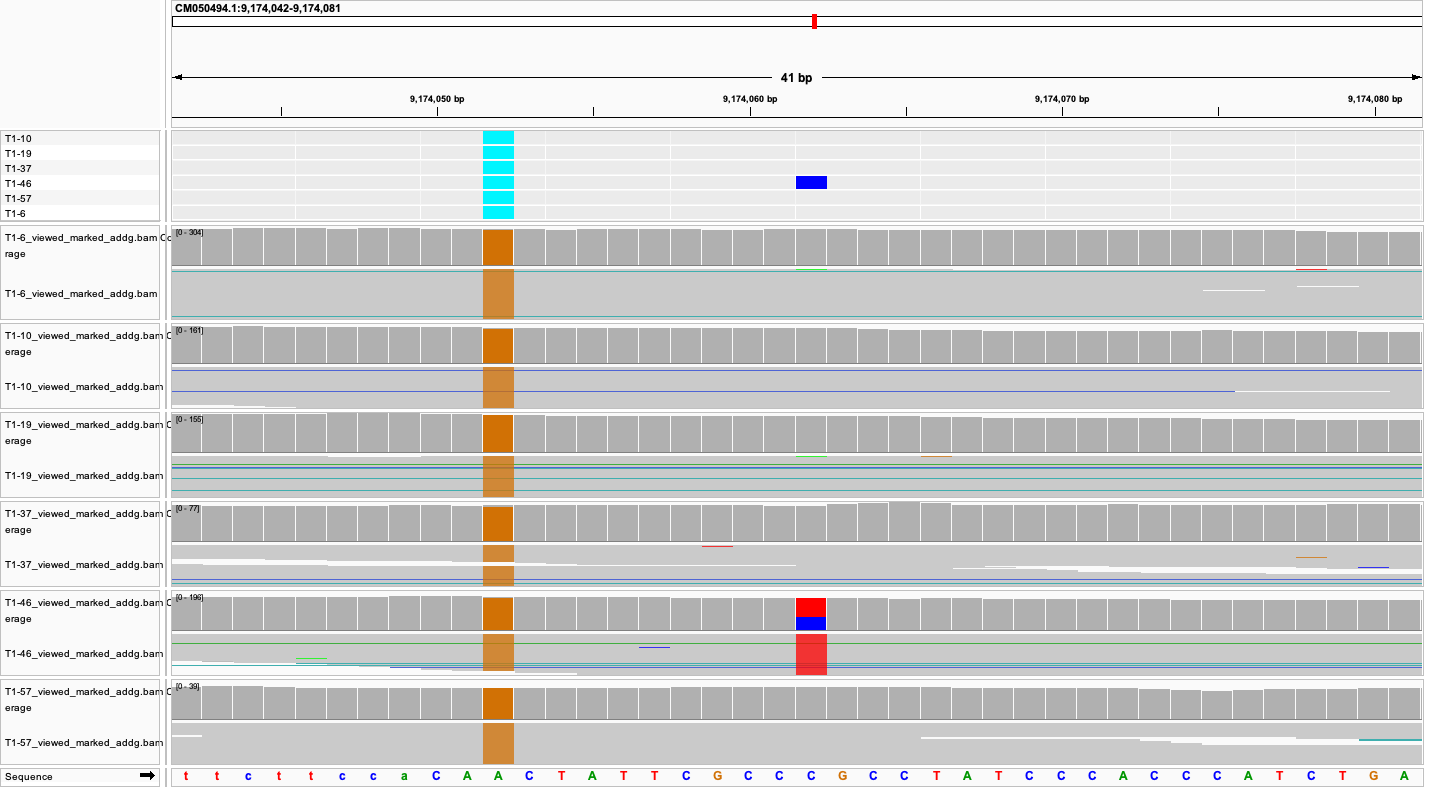 CM050494.1:9,174,042-9,174,081
41 bp
9,174,050 bp 9,174,060 bp 9,174,070 bp 9,174,080 bp
T1-10
T1-19
T1-37
T1-46
T1-57
T1-6
T1-6_viewed_marked_addg.bam Co [0 - 304]
rage
T1-6_viewed_marked_addg.bam
T1-10_viewed_marked_addg.bam C [0 - 161]
erage
T1-10_viewed_marked_addg.bam
T1-19_viewed_marked_addg.bam C [0 - 155]
erage
T1-19_viewed_marked_addg.bam
T1-37_viewed_marked_addg.bam C [0 - 77]
erage
T1-37_viewed_marked_addg.bam
T1-46_viewed_marked_addg.bam C [0 - 196]
erage
T1-46_viewed_marked_addg.bam
T1-57_viewed_marked_addg.bam C [0 - 39]
erage
T1-57_viewed_marked_addg.bam
Sequence t t c t t c c a C A A C T A T T C G C C C G C C T A T C C C A C C C A T C T G A